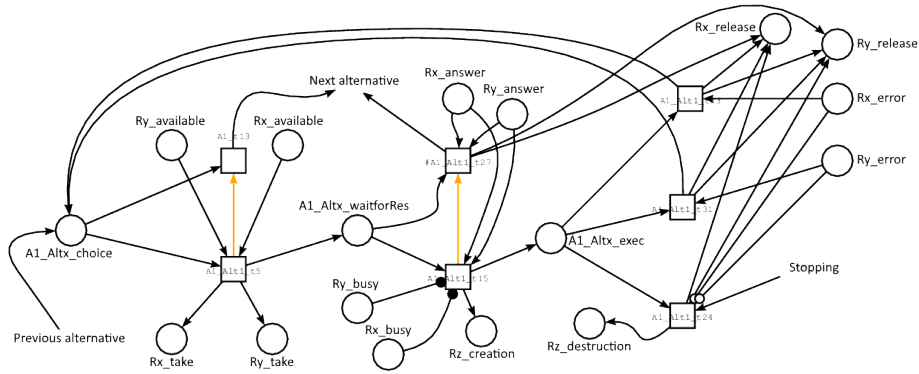 Rx_release
Ry_release
Next alternative
Rx_answer
Ry_answer
Rx_error
Ry_available
Rx_available
A1_t13
#A1_Alt1_t27
Ry_error
A1_Altx_waitforRes
A1_Altx_choice
A1_Altx_exec
A1_Alt1_t31
A1_Alt1_t5
A1_Alt1_t15
Stopping
Ry_busy
Rx_busy
A1_Alt1_t24
Previous alternative
Rx_take
Ry_take
Rz_creation
Rz_destruction